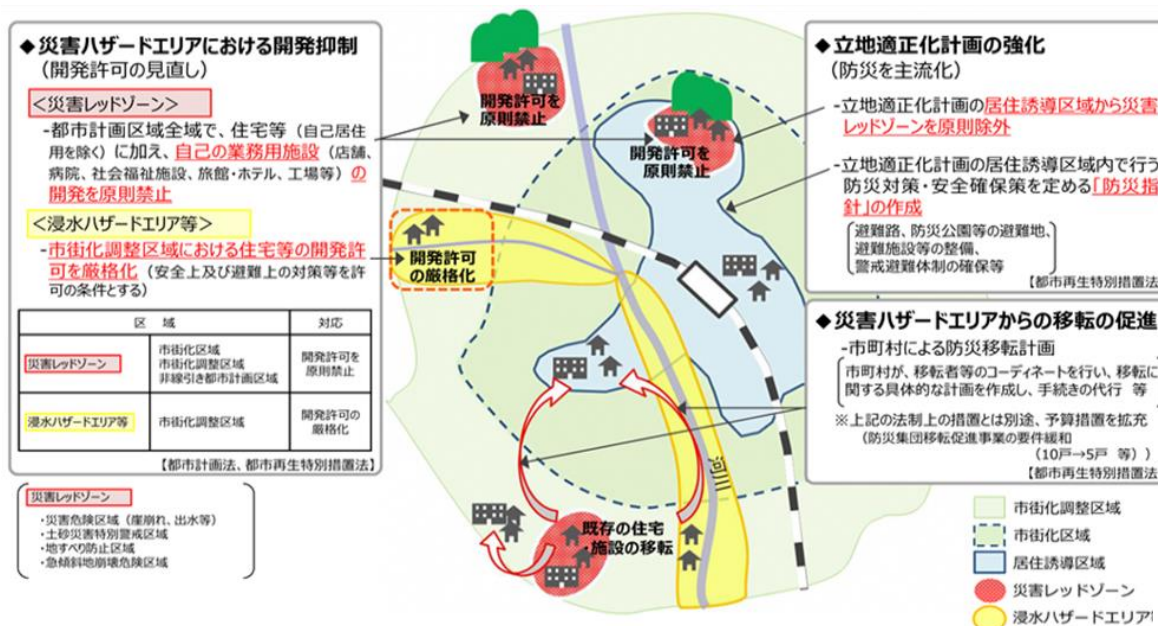 ◆災害ハザードエリアにおける開発抑制
（開発許可の見直し）
＜災害レッドゾーン＞
-都市計画区域全域で、住宅等（自己居住
用を除く）に加え、自己の業務用施設（店舗、
病院、社会福祉施設、旅館・ホテル、工場等）の
開発を原則禁止
＜浸水ハザードエリア等＞
-市街化調整区域における住宅等の開発許
可を厳格化（安全上及び避難上の対策等を許
可の条件とする）
区　域 対応
災害レッドゾーン
市街化区域
市街化調整区域
非線引き都市計画区域
開発許可を
原則禁止
浸水ハザードエリア等
市街化調整区域
開発許可の
厳格化
【都市計画法、都市再生特別措置法】
災害レッドゾーン
・災害危険区域（崖崩れ、出水等）
・土砂災害特別警戒区域
・地すべり防止区域
・急傾斜地崩壊危険区域
開発許可を
原則禁止
開発許可を
原則禁止
開発許可
の厳格化
河川
既存の住宅
・施設の移転
◆立地適正化計画の強化
（防災を主流化）
-立地適正化計画の居住誘導区域から災害
レッドゾーンを原則除外
-立地適正化計画の居住誘導区域内で行う
防災対策・安全確保策を定める「防災指
針」の作成
避難路、防災公園等の避難地、
避難施設等の整備、
警戒避難体制の確保等
【都市再生特別措置法
◆災害ハザードエリアからの移転の促進
-市町村による防災移転計画
市町村が、移転者等のコーディネートを行い、移転に
関する具体的な計画を作成し、手続きの代行 等
※上記の法制上の措置とは別途、予算措置を拡充
（防災集団移転促進事業の要件緩和
（10戸→5戸 等））
【都市再生特別措置法
市街化調整区域
市街化区域
居住誘導区域
災害レッドゾーン
浸水ハザードエリア